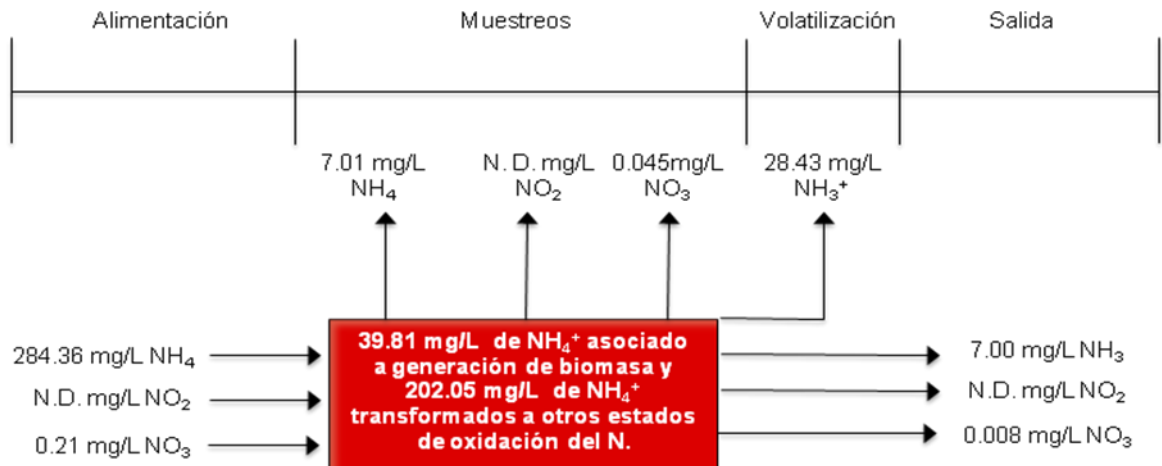 Alimentación Muestreos Volatilización Salida
7.01 mg/L N. D. mg/L 0.045mg/L 28.43 mg/L
NH₄ NO₂ NO₃ NH₃⁺
284.36 mg/L NH₄
N.D. mg/L NO₂
0.21 mg/L NO₃
39.81 mg/L de NH₄⁺ asociado
a generación de biomasa y
202.05 mg/L de NH₄⁺
transformados a otros estados
de oxidación del N.
7.00 mg/L NH₃
N.D. mg/L NO₂
0.008 mg/L NO₃